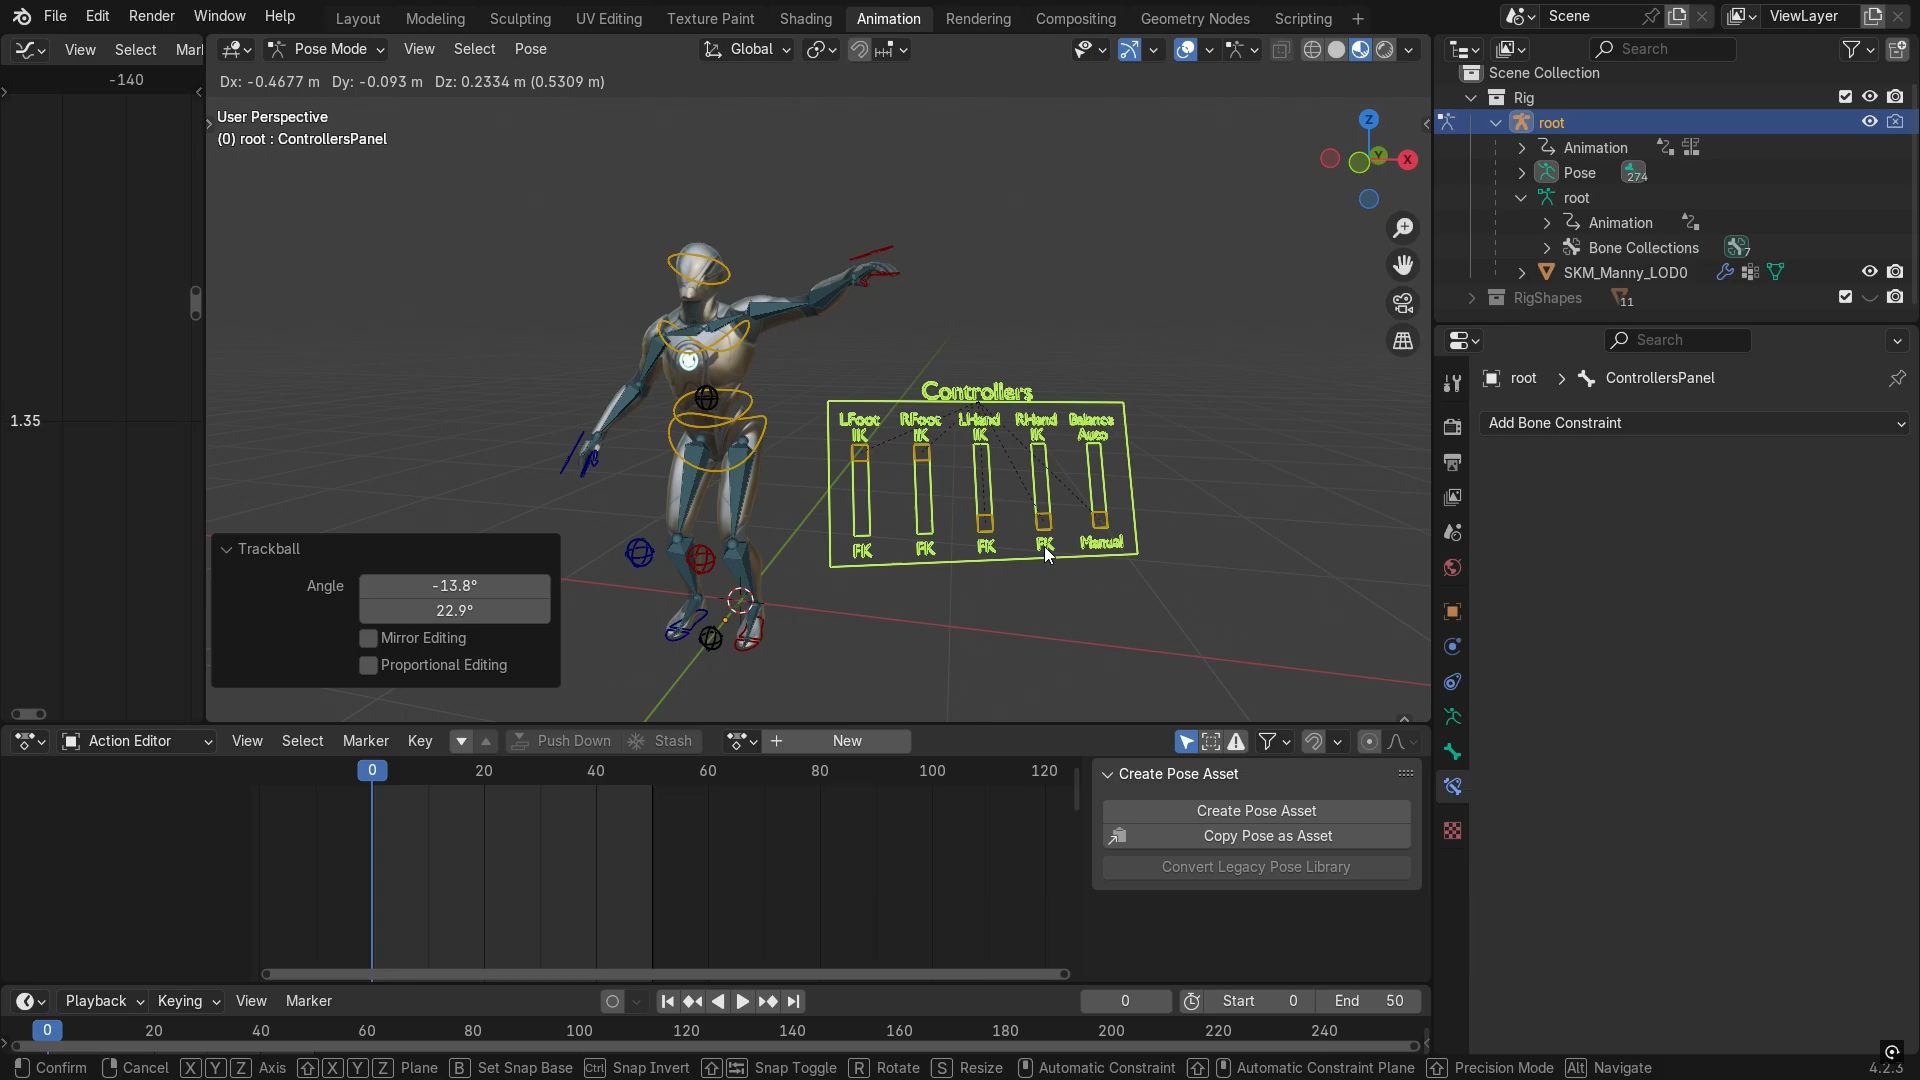 File Edit Render Window Help
Layout Modeling Sculpting UV Editing Texture Paint Shading Animation Rendering Compositing Geometry Nodes Scripting
Scene
ViewLayer
View Select Mar
Pose Mode View Select Pose
Global
Search
-140
1.35
Dx: -0.4677 m Dy: -0.093 m Dz: 0.2334 m (0.5309 m)
User Perspective
(0) root : ControllersPanel
Z
Y
X
Controllers
LFoot RFoot LHand RHand Balance
IK IK IK IK Auto
FK FK FK FK Manual
Trackball
Angle -13.8°
22.9°
Mirror Editing
Proportional Editing
Scene Collection
Rig
root
Animation
Pose 274
root
Animation
Bone Collections 7
SKM_Manny_LOD0
RigShapes 11
Search
root > ControllersPanel
Add Bone Constraint
Action Editor View Select Marker Key Push Down Stash New
0 20 40 60 80 100 120
Create Pose Asset
Create Pose Asset
Copy Pose as Asset
Convert Legacy Pose Library
Playback Keying View Marker
0 Start 0 End 50
0 20 40 60 80 100 120 140 160 180 200 220 240
Confirm Cancel X Y Z Axis X Y Z Plane B Set Snap Base Ctrl Snap Invert Snap Toggle R Rotate S Resize Automatic Constraint Automatic Constraint Plane Precision Mode Alt Navigate
4.2.3